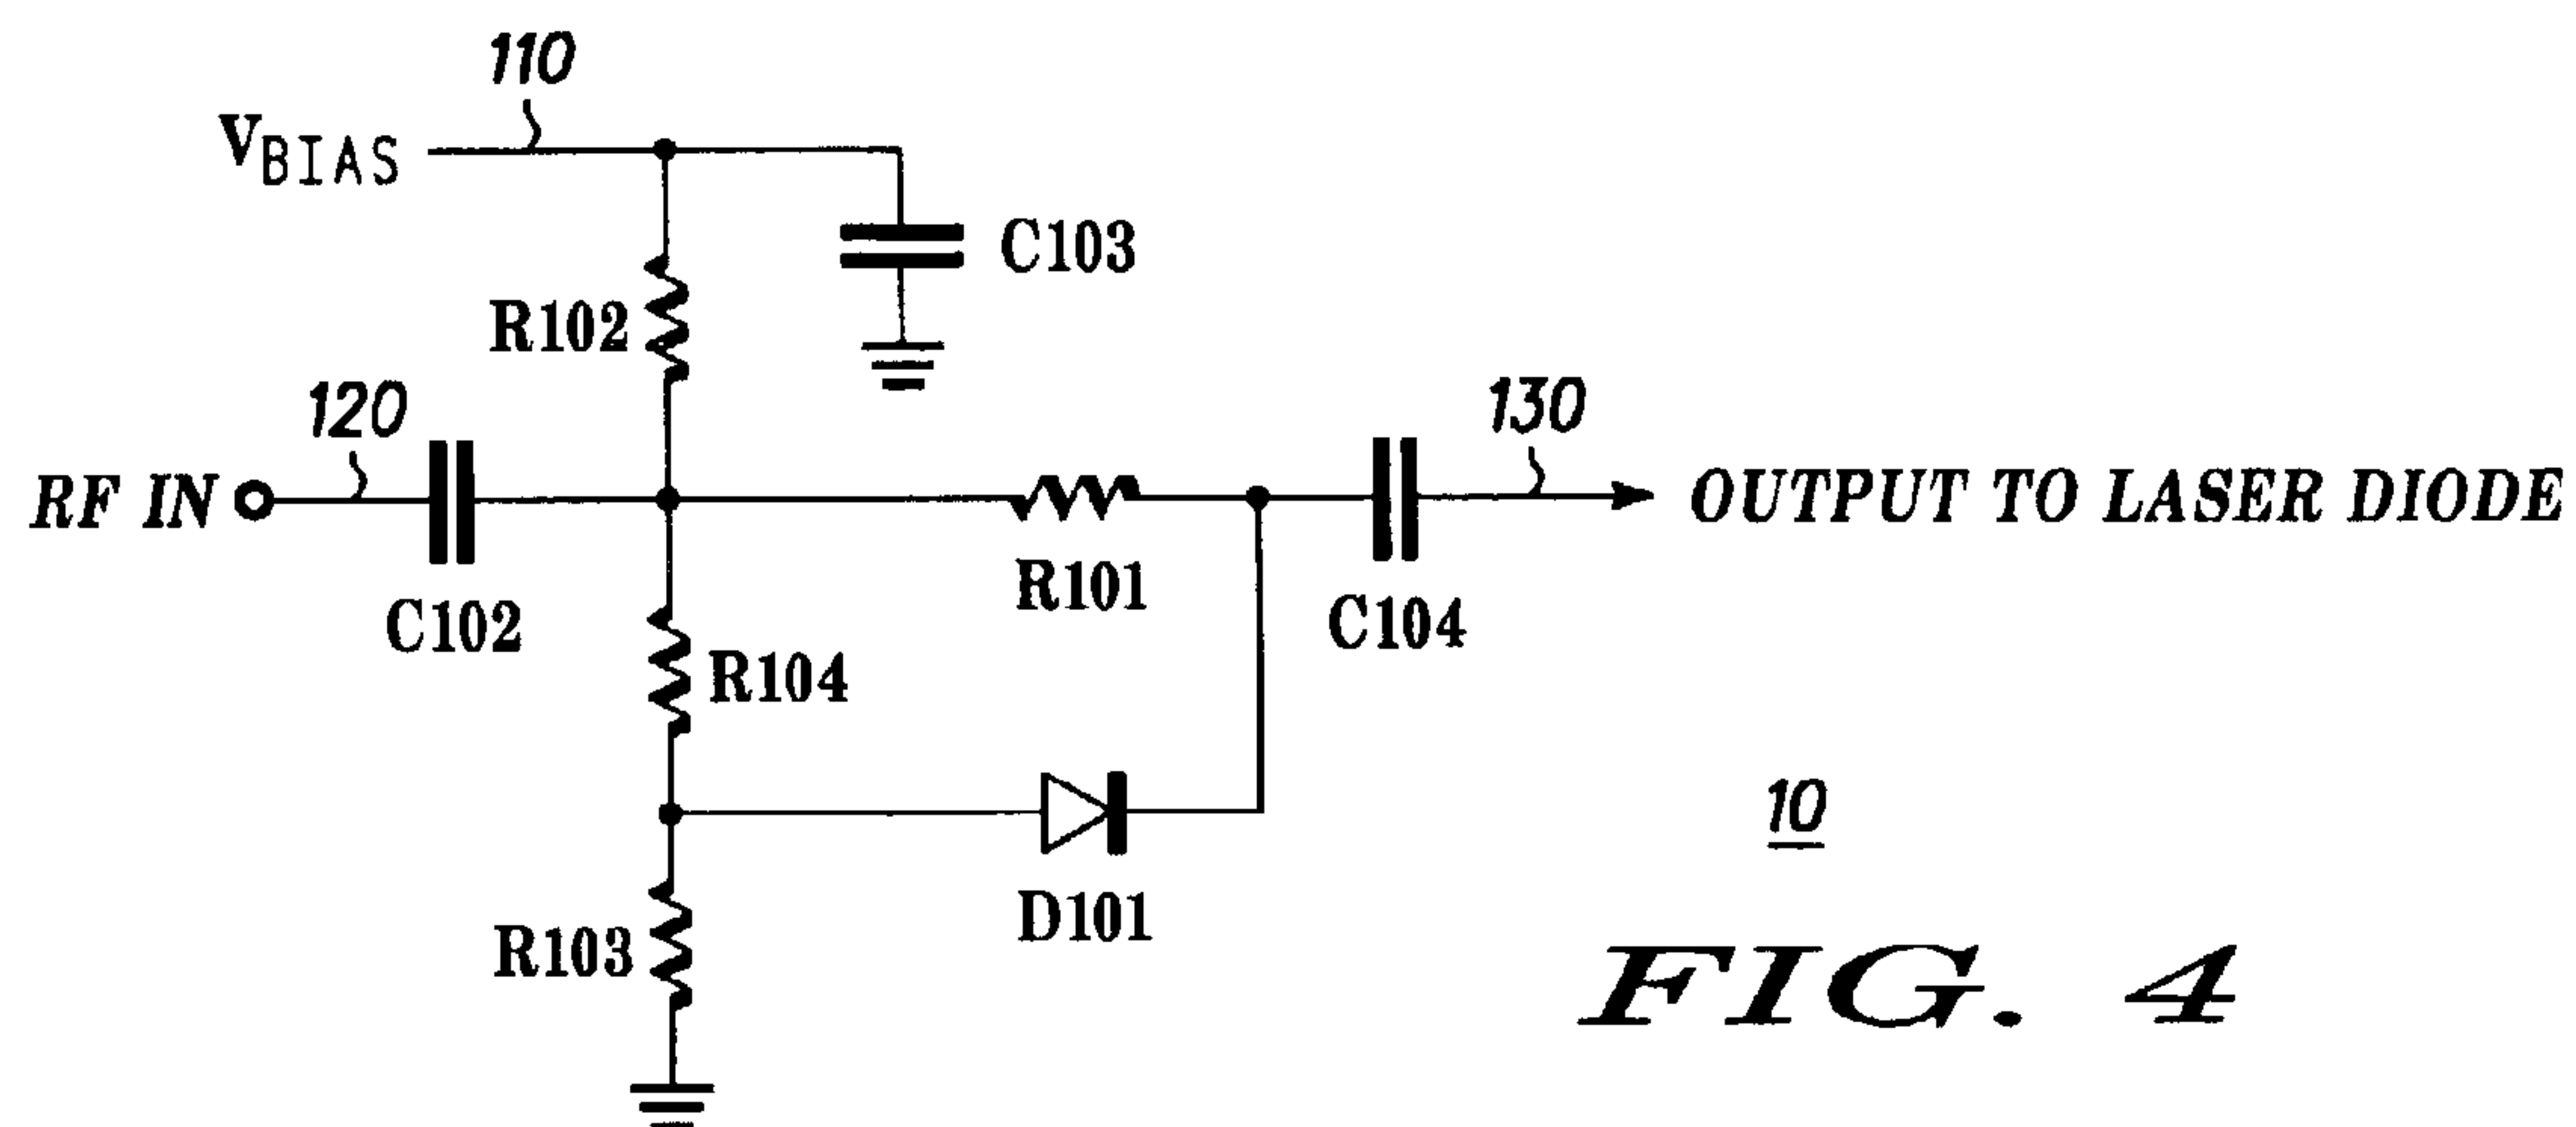 110
VBIAS
C103
R102
120
130
RF IN
OUTPUT TO LASER DIODE
R101
C102
C104
R104
10
D101
R103
FIG. 4